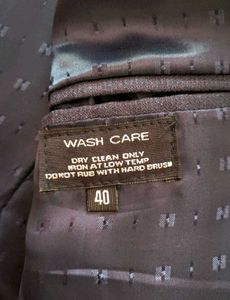 WASH CARE
DRY CLEAN ONLY
IRON AT LOW TEMP
DO NOT RUB WITH HARD BRUSH
40